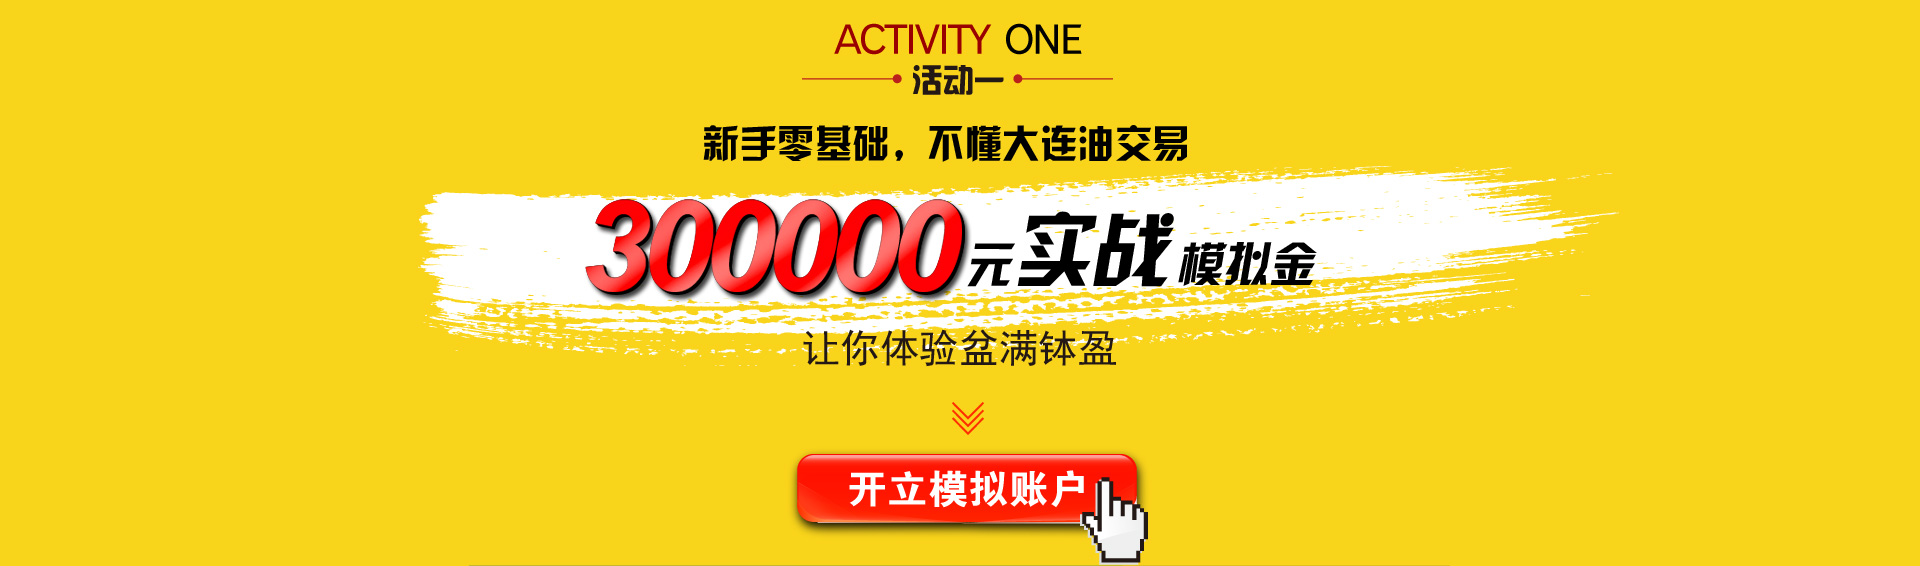 ACTIVITY ONE
活动一
新手零基础，不懂大连油交易
300000元实战模拟金
让你体验盆满钵盈
开立模拟账户